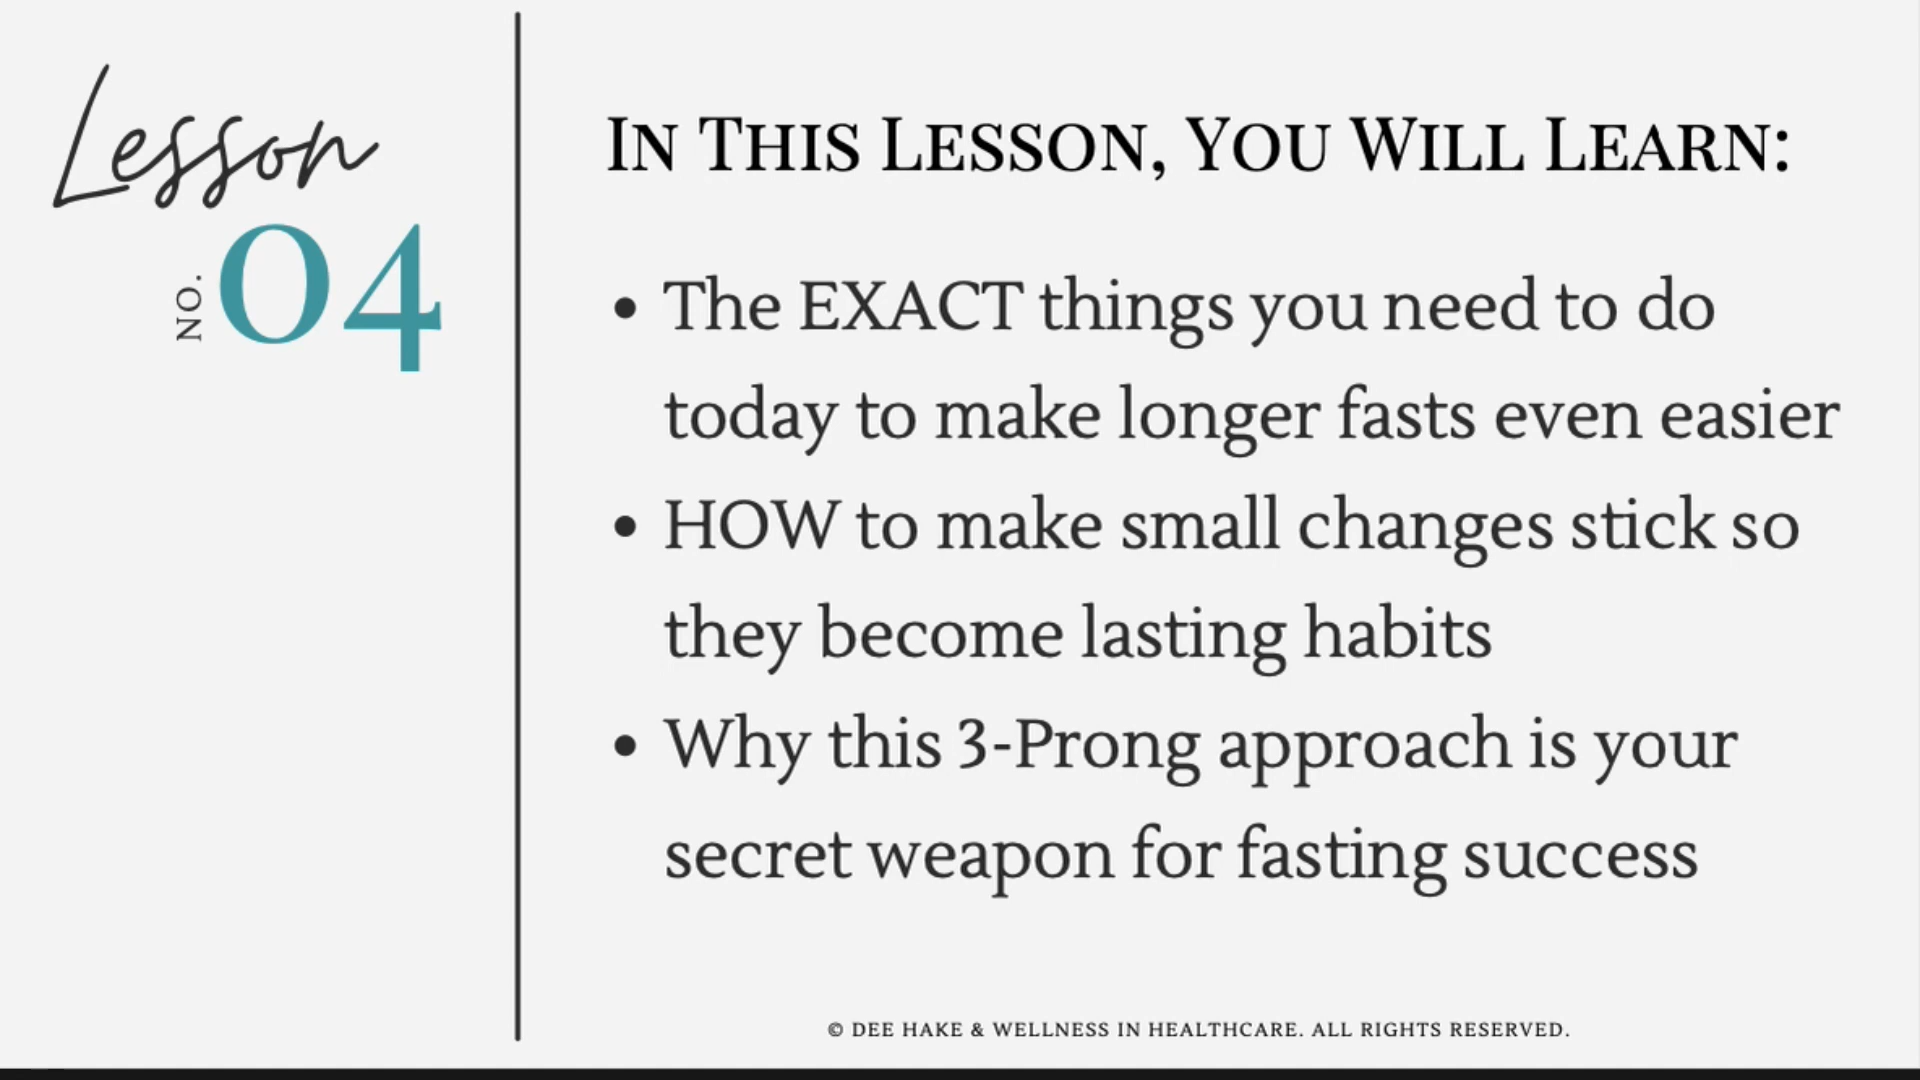 Lesson
NO. 04
IN THIS LESSON, YOU WILL LEARN:
• The EXACT things you need to do
today to make longer fasts even easier
• HOW to make small changes stick so
they become lasting habits
• Why this 3-Prong approach is your
secret weapon for fasting success
© DEE HAKE & WELLNESS IN HEALTHCARE. ALL RIGHTS RESERVED.